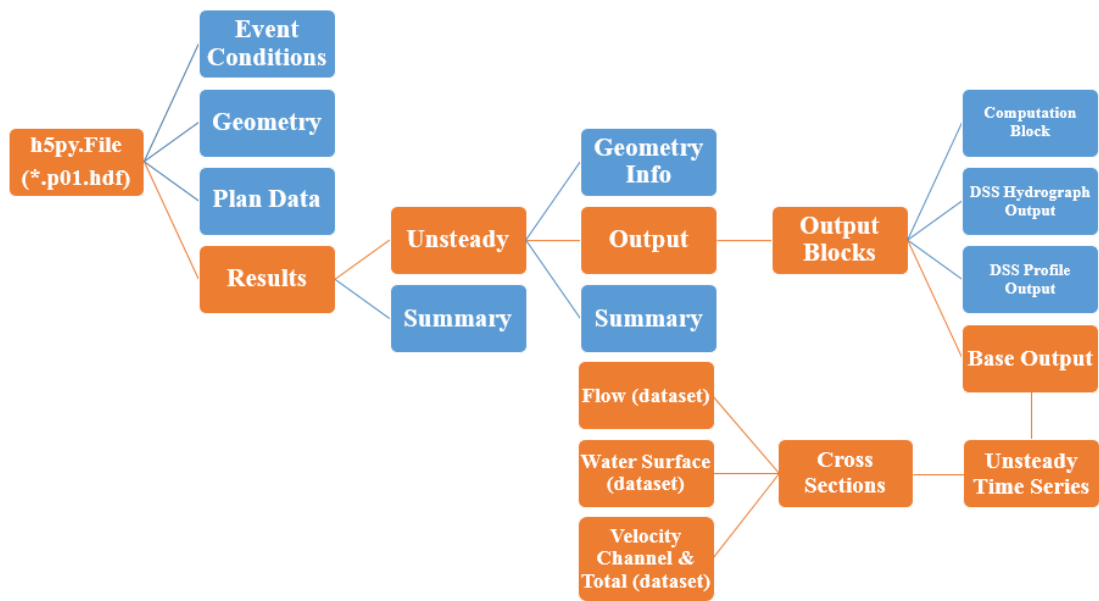 h5py.File
(*.p01.hdf)
Event
Conditions
Geometry
Plan Data
Results
Unsteady
Summary
Geometry
Info
Output
Summary
Output
Blocks
Computation
Block
DSS Hydrograph
Output
DSS Profile
Output
Base Output
Unsteady
Time Series
Cross
Sections
Flow (dataset)
Water Surface
(dataset)
Velocity
Channel &
Total (dataset)